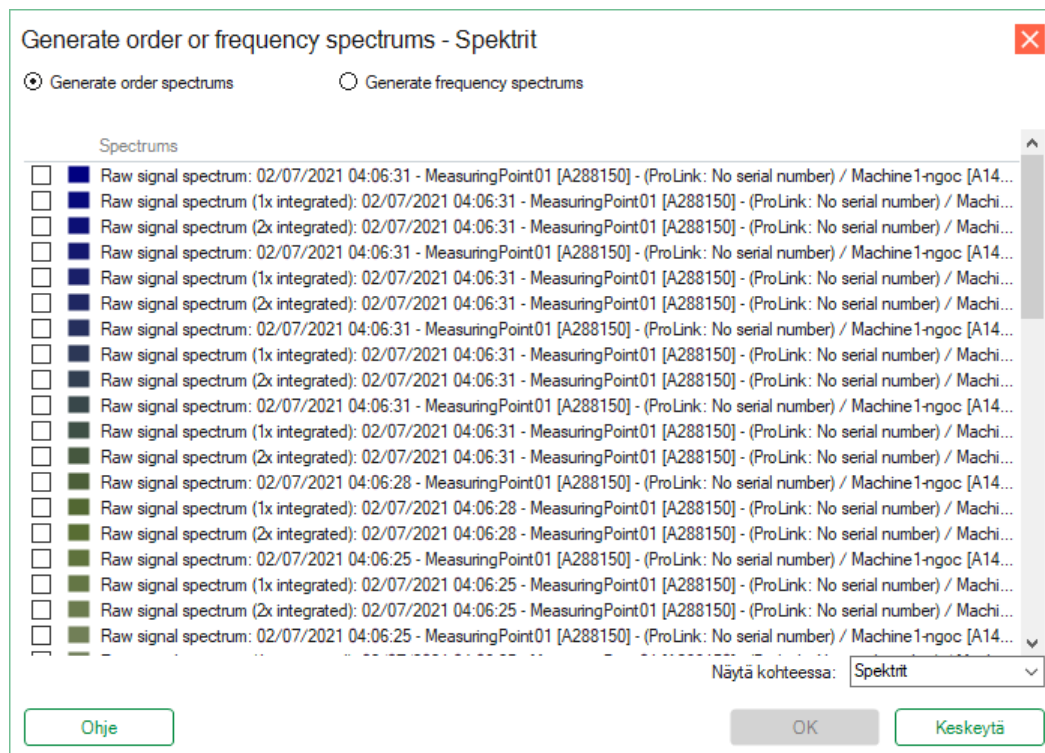 Generate order or frequency spectrums - Spektrit
Generate order spectrums Generate frequency spectrums
Spectrums
Raw signal spectrum: 02/07/2021 04:06:31 - MeasuringPoint01 [A288150] - (ProLink: No serial number) / Machine1-ngoc [A14...
Raw signal spectrum (1x integrated): 02/07/2021 04:06:31 - MeasuringPoint01 [A288150] - (ProLink: No serial number) / Machi...
Raw signal spectrum (2x integrated): 02/07/2021 04:06:31 - MeasuringPoint01 [A288150] - (ProLink: No serial number) / Machi...
Raw signal spectrum: 02/07/2021 04:06:31 - MeasuringPoint01 [A288150] - (ProLink: No serial number) / Machine1-ngoc [A14...
Raw signal spectrum (1x integrated): 02/07/2021 04:06:31 - MeasuringPoint01 [A288150] - (ProLink: No serial number) / Machi...
Raw signal spectrum (2x integrated): 02/07/2021 04:06:31 - MeasuringPoint01 [A288150] - (ProLink: No serial number) / Machi...
Raw signal spectrum: 02/07/2021 04:06:31 - MeasuringPoint01 [A288150] - (ProLink: No serial number) / Machine1-ngoc [A14...
Raw signal spectrum (1x integrated): 02/07/2021 04:06:31 - MeasuringPoint01 [A288150] - (ProLink: No serial number) / Machi...
Raw signal spectrum (2x integrated): 02/07/2021 04:06:31 - MeasuringPoint01 [A288150] - (ProLink: No serial number) / Machi...
Raw signal spectrum: 02/07/2021 04:06:31 - MeasuringPoint01 [A288150] - (ProLink: No serial number) / Machine1-ngoc [A14...
Raw signal spectrum (1x integrated): 02/07/2021 04:06:31 - MeasuringPoint01 [A288150] - (ProLink: No serial number) / Machi...
Raw signal spectrum (2x integrated): 02/07/2021 04:06:31 - MeasuringPoint01 [A288150] - (ProLink: No serial number) / Machi...
Raw signal spectrum: 02/07/2021 04:06:28 - MeasuringPoint01 [A288150] - (ProLink: No serial number) / Machine1-ngoc [A14...
Raw signal spectrum (1x integrated): 02/07/2021 04:06:28 - MeasuringPoint01 [A288150] - (ProLink: No serial number) / Machi...
Raw signal spectrum (2x integrated): 02/07/2021 04:06:28 - MeasuringPoint01 [A288150] - (ProLink: No serial number) / Machi...
Raw signal spectrum: 02/07/2021 04:06:25 - MeasuringPoint01 [A288150] - (ProLink: No serial number) / Machine1-ngoc [A14...
Raw signal spectrum (1x integrated): 02/07/2021 04:06:25 - MeasuringPoint01 [A288150] - (ProLink: No serial number) / Machi...
Raw signal spectrum (2x integrated): 02/07/2021 04:06:25 - MeasuringPoint01 [A288150] - (ProLink: No serial number) / Machi...
Raw signal spectrum: 02/07/2021 04:06:25 - MeasuringPoint01 [A288150] - (ProLink: No serial number) / Machine1-ngoc [A14...
Näytä kohteessa: Spektrit
Ohje OK Keskeytä